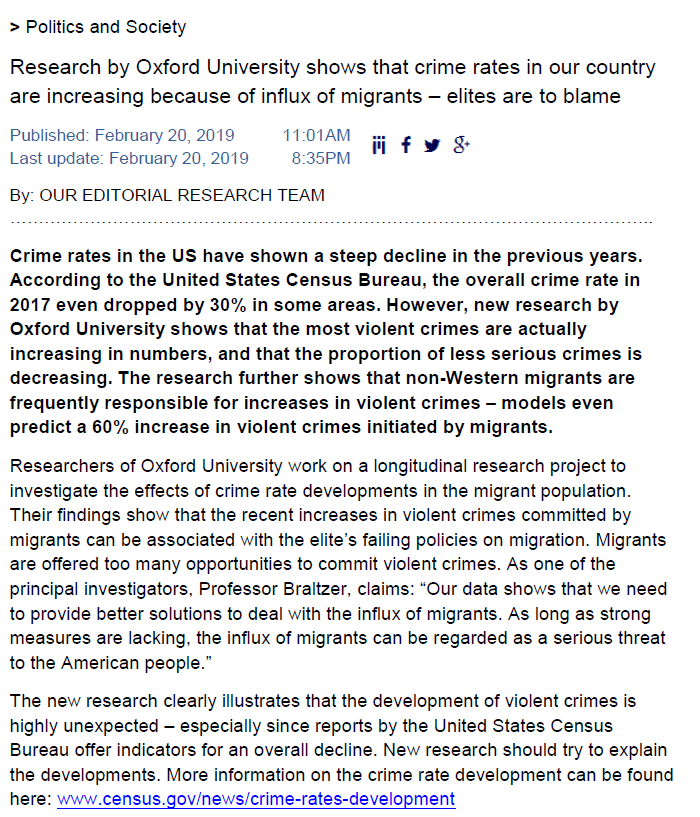 > Politics and Society
Research by Oxford University shows that crime rates in our country
are increasing because of influx of migrants – elites are to blame
Published: February 20, 2019 11:01AM
Last update: February 20, 2019 8:35PM
By: OUR EDITORIAL RESEARCH TEAM
Crime rates in the US have shown a steep decline in the previous years.
According to the United States Census Bureau, the overall crime rate in
2017 even dropped by 30% in some areas. However, new research by
Oxford University shows that the most violent crimes are actually
increasing in numbers, and that the proportion of less serious crimes is
decreasing. The research further shows that non-Western migrants are
frequently responsible for increases in violent crimes – models even
predict a 60% increase in violent crimes initiated by migrants.
Researchers of Oxford University work on a longitudinal research project to
investigate the effects of crime rate developments in the migrant population.
Their findings show that the recent increases in violent crimes committed by
migrants can be associated with the elite’s failing policies on migration. Migrants
are offered too many opportunities to commit violent crimes. As one of the
principal investigators, Professor Braltzer, claims: “Our data shows that we need
to provide better solutions to deal with the influx of migrants. As long as strong
measures are lacking, the influx of migrants can be regarded as a serious threat
to the American people.”
The new research clearly illustrates that the development of violent crimes is
highly unexpected – especially since reports by the United States Census
Bureau offer indicators for an overall decline. New research should try to explain
the developments. More information on the crime rate development can be found
here: www.census.gov/news/crime-rates-development